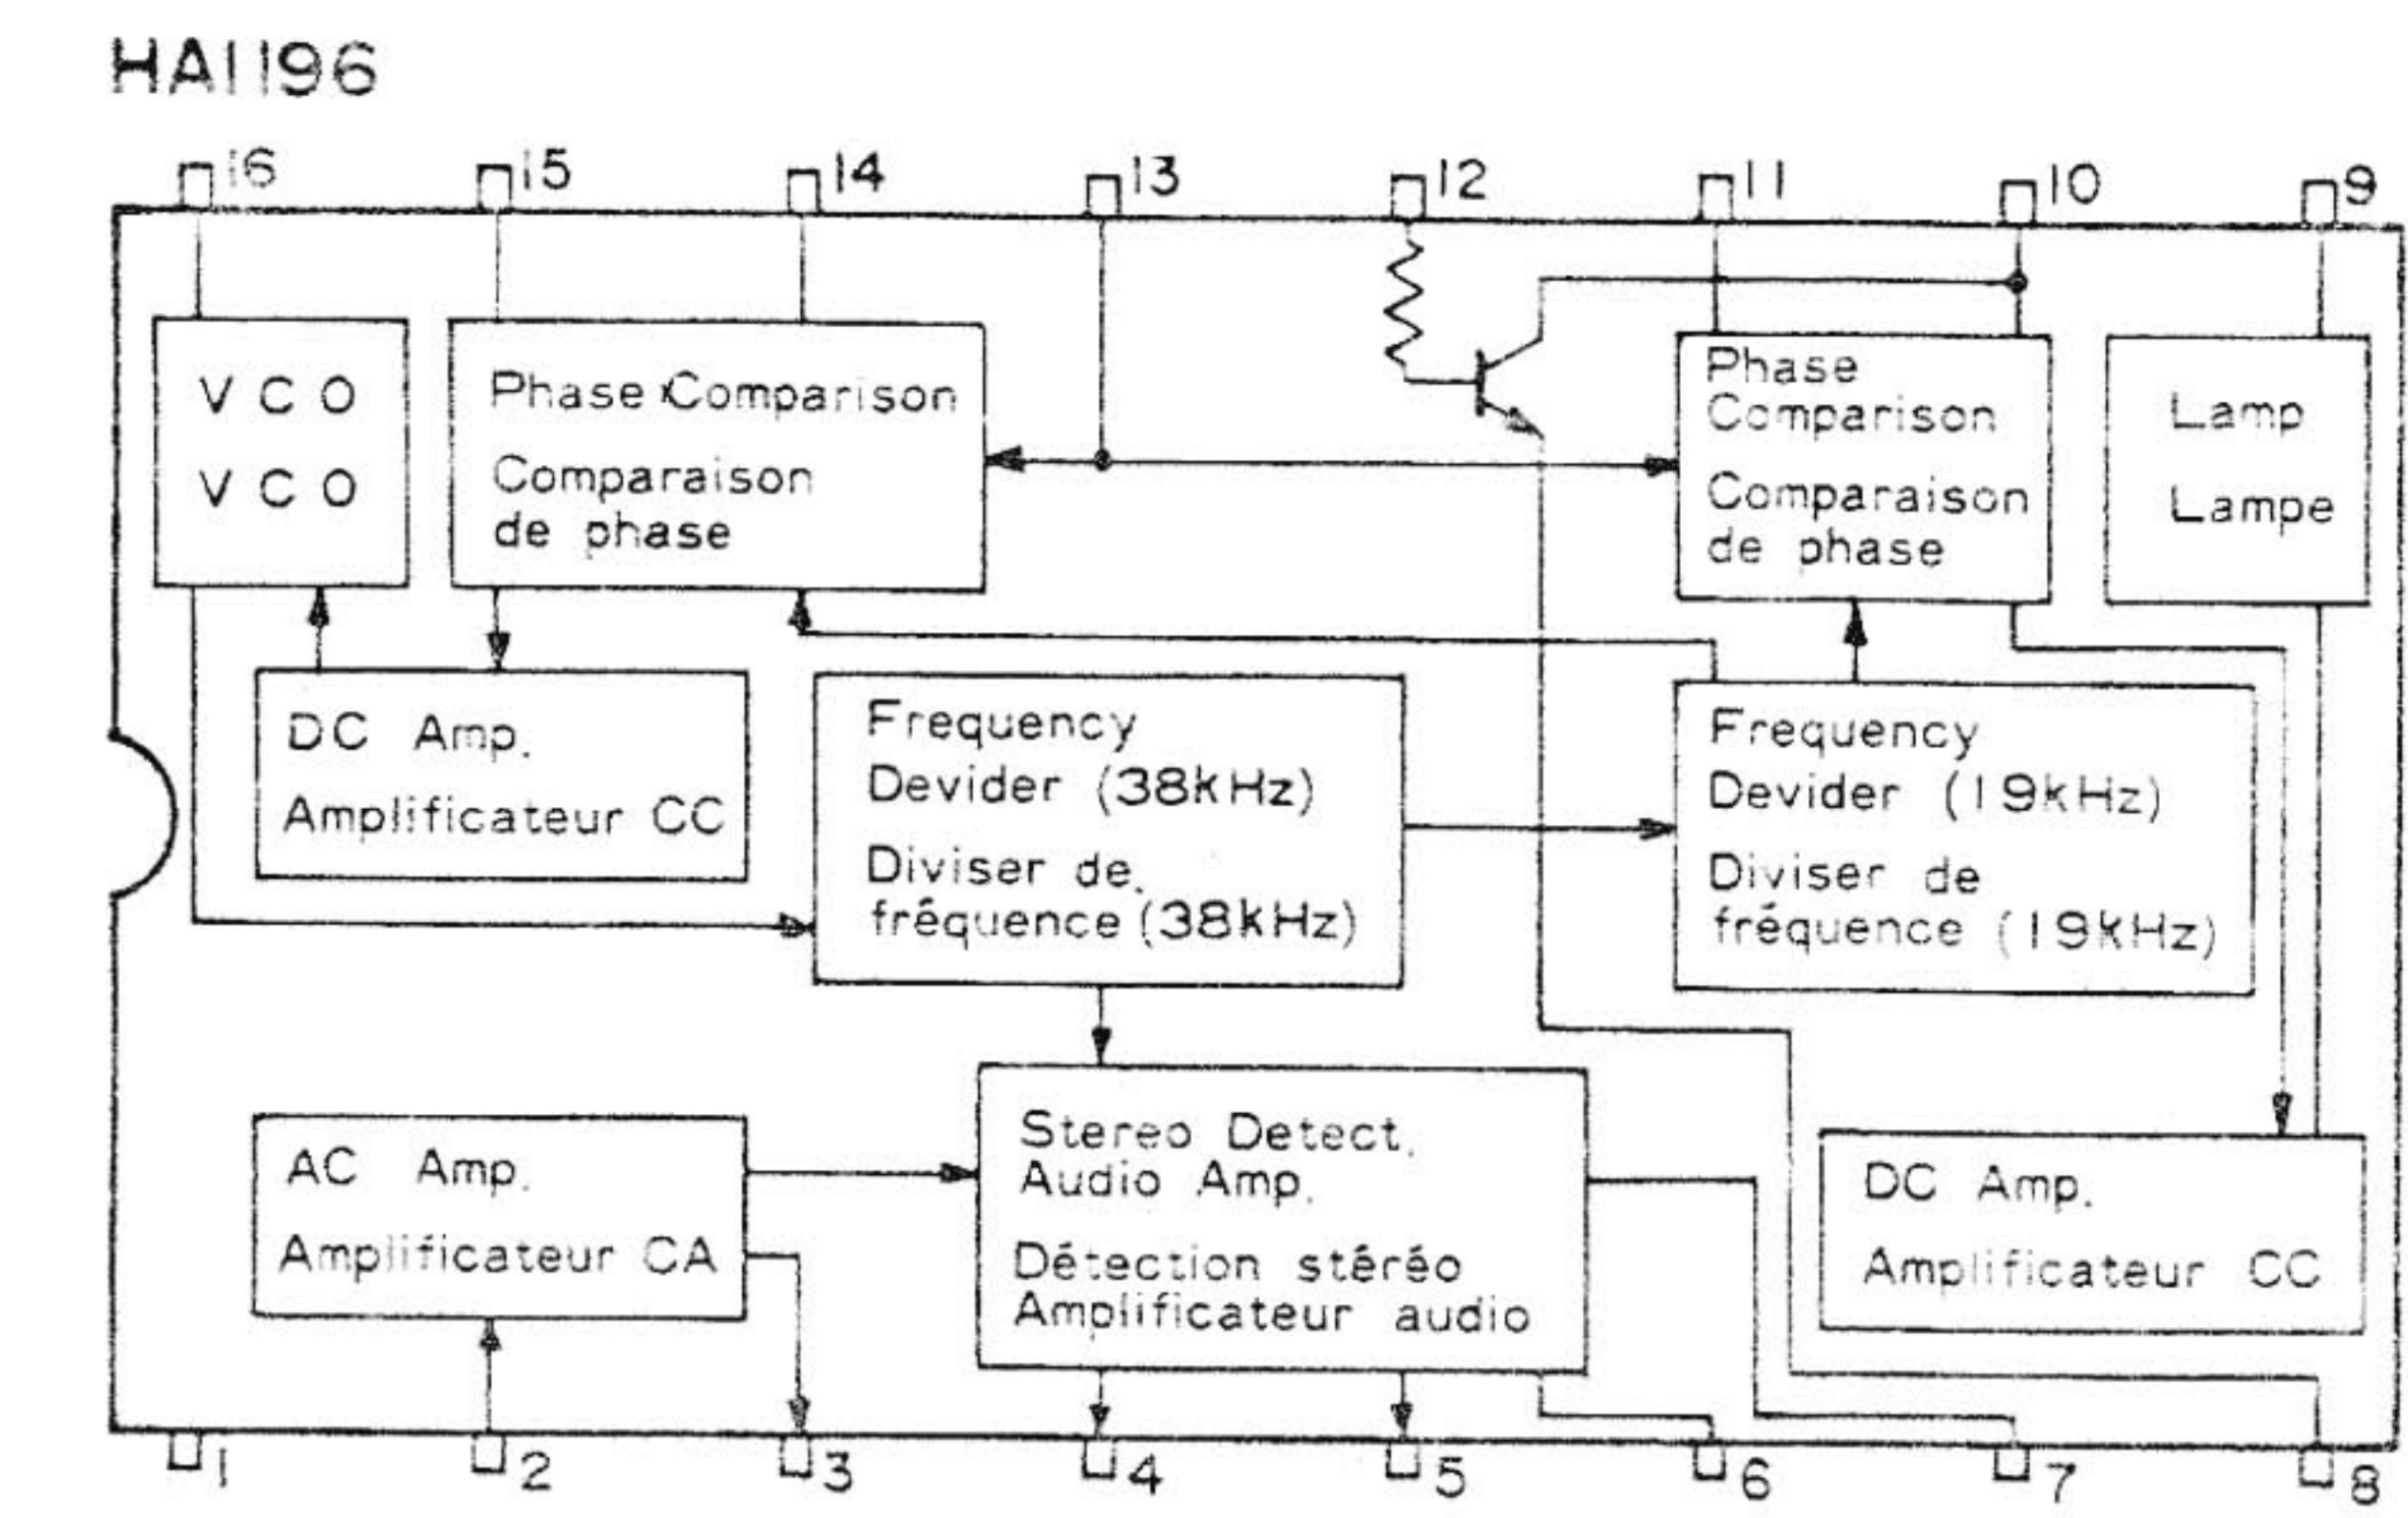 HA1196
16 15 14 13 12 11 10 9
V C O
V C O
Phase Comparison
Comparaison
de phase
Phase
Comparison
Comparaison
de phase
Lamp
Lampe
DC Amp.
Amplificateur CC
Frequency
Devider (38kHz)
Diviser de
fréquence (38kHz)
Frequency
Devider (19kHz)
Diviser de
fréquence (19kHz)
AC Amp.
Amplificateur CA
Stereo Detect.
Audio Amp.
Détection stéréo
Amplificateur audio
DC Amp.
Amplificateur CC
1 2 3 4 5 6 7 8